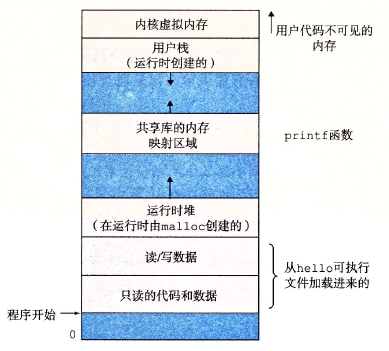 内核虚拟内存
用户代码不可见的
内存
用户栈
(运行时创建的)
共享库的内存
映射区域
printf函数
运行时堆
(在运行时由malloc创建的)
读/写数据
从hello可执行
文件加载进来的
只读的代码和数据
程序开始
0